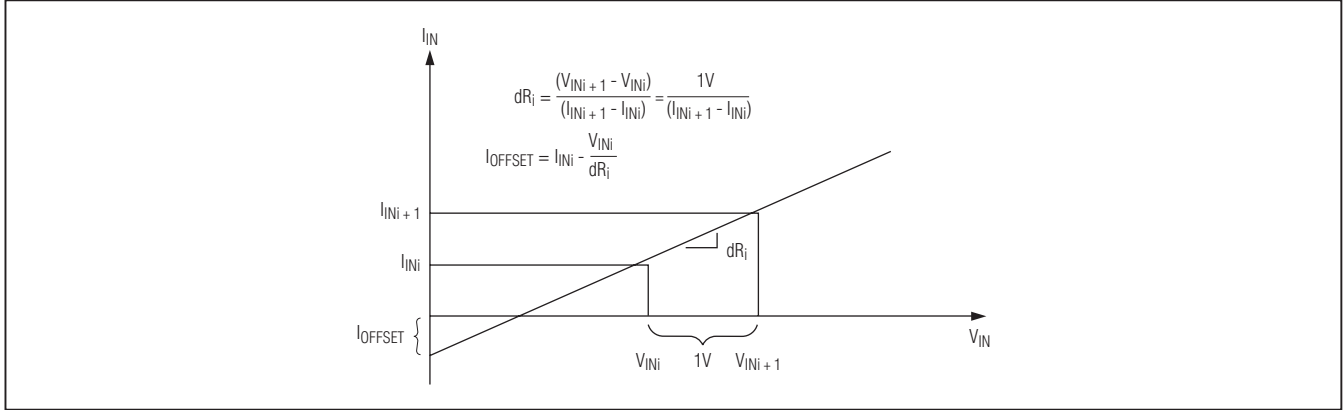 I_IN
dR_i = (V_INi + 1 - V_INi) / (I_INi + 1 - I_INi) = 1V / (I_INi + 1 - I_INi)
I_OFFSET = I_INi - V_INi / dR_i
I_INi + 1
dR_i
I_INi
I_OFFSET
V_IN
V_INi 1V V_INi + 1